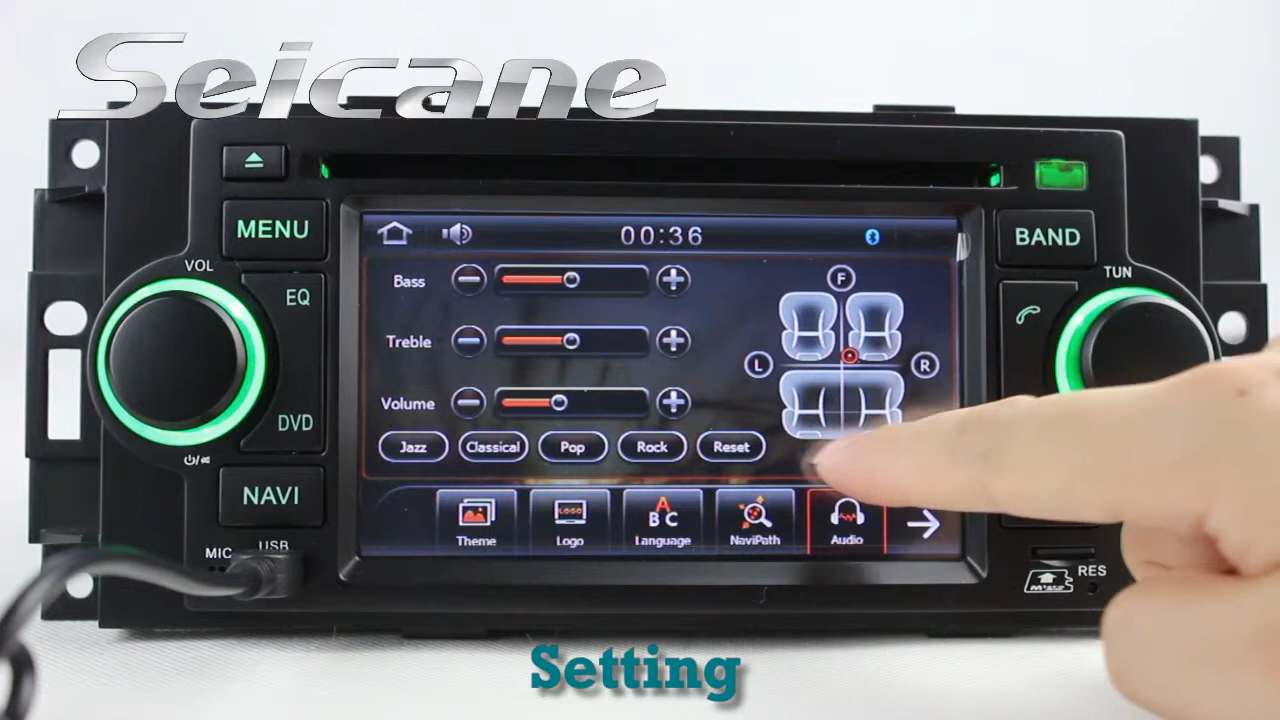 Seicane
MENU
VOL
EQ
DVD
NAVI
MIC
USB
00:36
BAND
TUN
Bass
Treble
Volume
F
L
R
Jazz
Classical
Pop
Rock
Reset
Theme
LOGO
Logo
A
B C
Language
NaviPath
Audio
RES
Setting